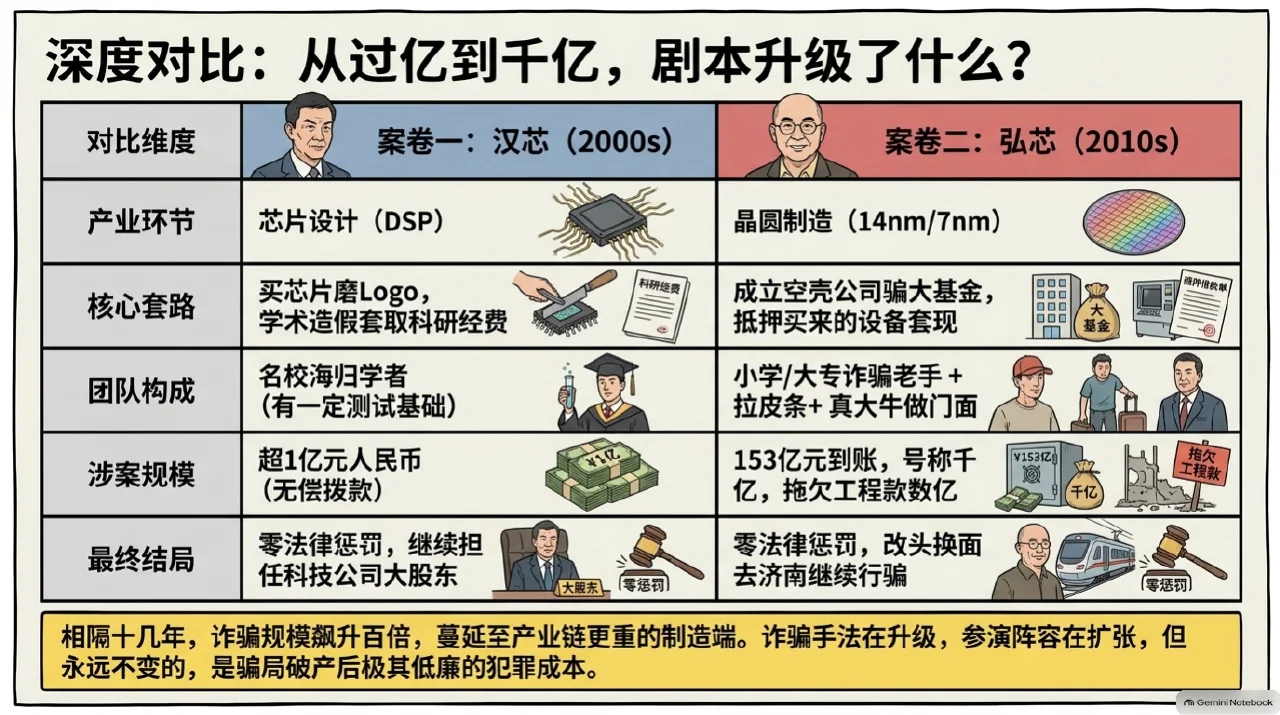 深度对比：从过亿到千亿，剧本升级了什么？
对比维度
案卷一：汉芯（2000s）
案卷二：弘芯（2010s）
产业环节
芯片设计（DSP）
晶圆制造（14nm/7nm）
核心套路
买芯片磨Logo，
学术造假套取科研经费
科研经费
成立空壳公司骗大基金，
抵押买来的设备套现
大
基金
团队构成
名校海归学者
（有一定测试基础）
小学/大专诈骗老手 +
拉皮条+ 真大牛做门面
涉案规模
超1亿元人民币
（无偿拨款）
¥1亿
153亿元到账，号称千
亿，拖欠工程款数亿
¥153亿
千亿
拖欠
工程款
最终结局
零法律惩罚，继续担
任科技公司大股东
大股东
零惩罚
零法律惩罚，改头换面
去济南继续行骗
零惩罚
相隔十几年，诈骗规模飙升百倍，蔓延至产业链更重的制造端。诈骗手法在升级，参演阵容在扩张，但
永远不变的，是骗局破产后极其低廉的犯罪成本。
Gemini Notebook